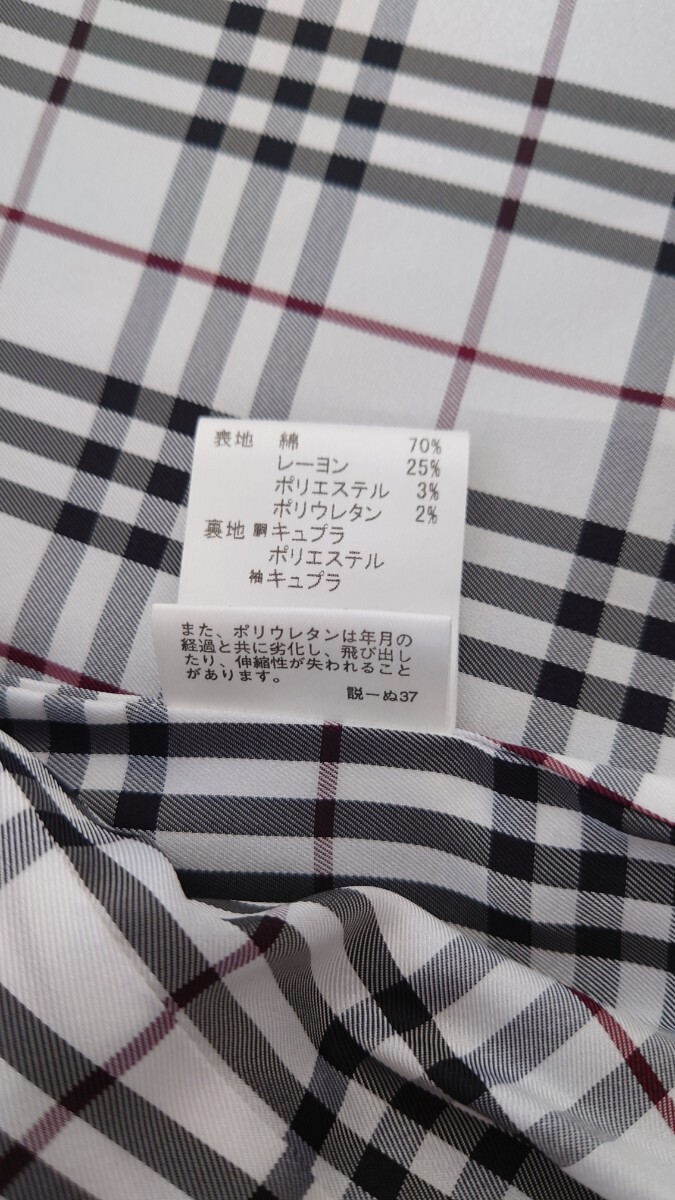 表地 綿 70%
レーヨン 25%
ポリエステル 3%
ポリウレタン 2%
裏地 胴 キュプラ
ポリエステル
袖 キュプラ
また、ポリウレタンは年月の
経過と共に劣化し、飛び出し
たり、伸縮性が失われること
があります。
説ーぬ37